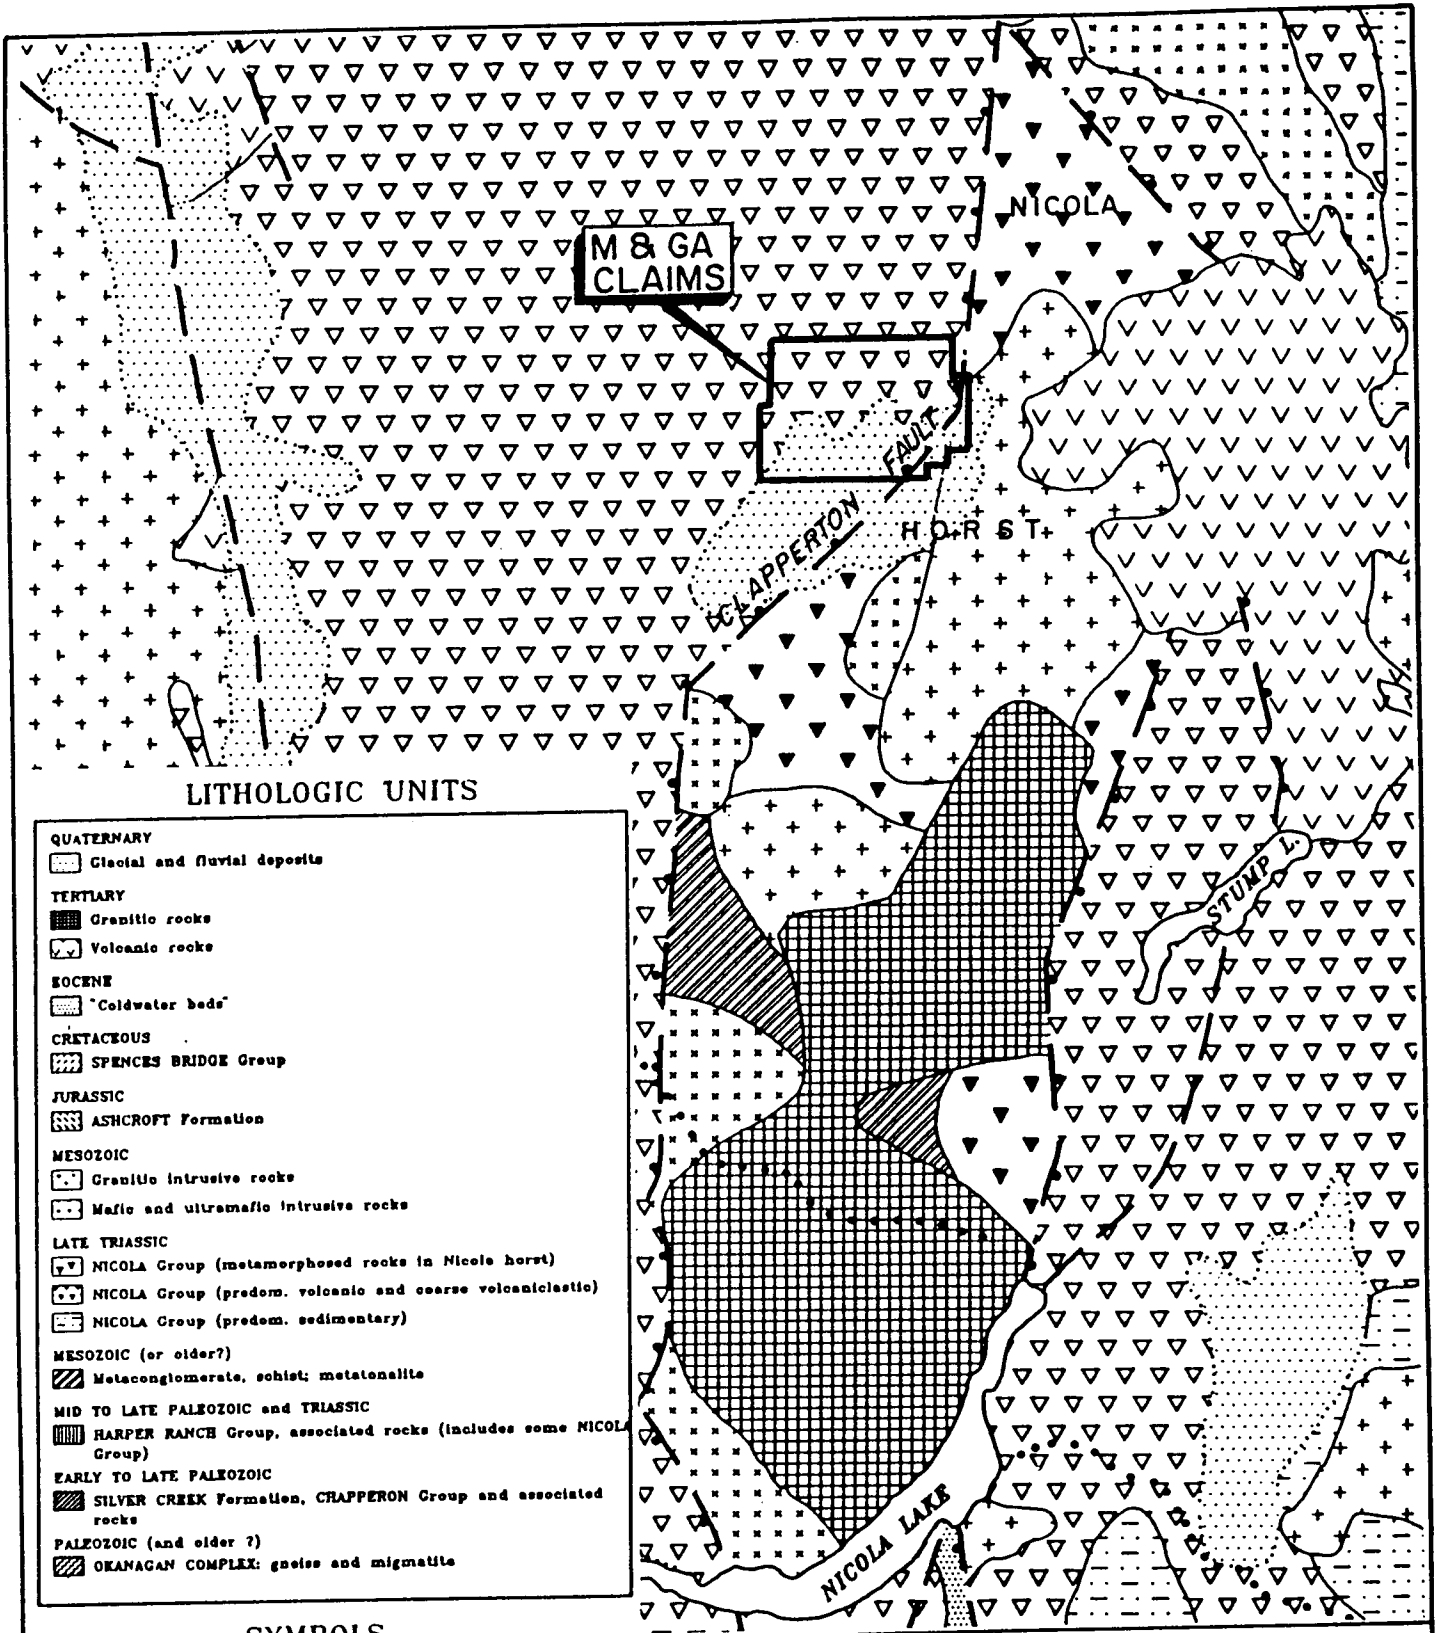 M & GA
CLAIMS
NICOLA
CLAPPERTON FAULT
HORST
STUMP L.
NICOLA LAKE
LITHOLOGIC UNITS
QUATERNARY
Glacial and fluvial deposits
TERTIARY
Granitic rocks
Volcanic rocks
EOCENE
"Coldwater beds"
CRETACEOUS
SPENCES BRIDGE Group
JURASSIC
ASHCROFT Formation
MESOZOIC
Granitic intrusive rocks
Mafic and ultramafic intrusive rocks
LATE TRIASSIC
NICOLA Group (metamorphosed rocks in Nicole horst)
NICOLA Group (predom. volcanic and coarse volcaniclastic)
NICOLA Group (predom. sedimentary)
MESOZOIC (or older?)
Metaconglomerate, schist; metatonalite
MID TO LATE PALEOZOIC and TRIASSIC
HARPER RANCH Group, associated rocks (includes some NICOLA
Group)
EARLY TO LATE PALEOZOIC
SILVER CREEK Formation, CHAPPERON Group and associated
rocks
PALEOZOIC (and older ?)
OKANAGAN COMPLEX: gneiss and migmatite
SYMBOLS